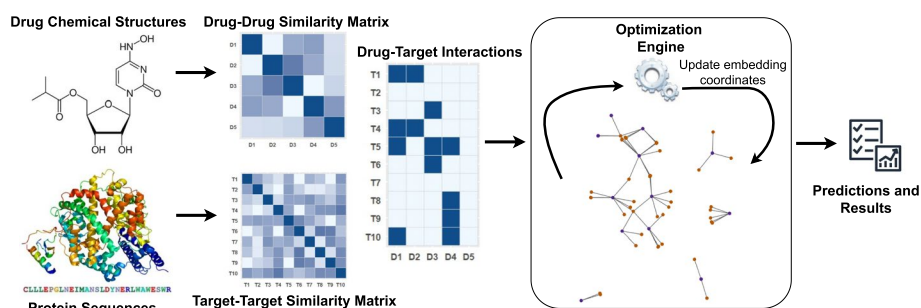 Drug Chemical Structures
HN
OH
N
N
O
O
O
O
OH
OH
Protein Sequences
CLLLEPGLNEIMANSLDYNERLWAWESWR
Drug-Drug Similarity Matrix
D1
D2
D3
D4
D5
D1 D2 D3 D4 D5
T1
T2
T3
T4
T5
T6
T7
T8
T9
T10
T1 T2 T3 T4 T5 T6 T7 T8 T9 T10
Target-Target Similarity Matrix
Drug-Target Interactions
T1
T2
T3
T4
T5
T6
T7
T8
T9
T10
D1 D2 D3 D4 D5
Optimization
Engine
Update embedding
coordinates
Predictions and
Results